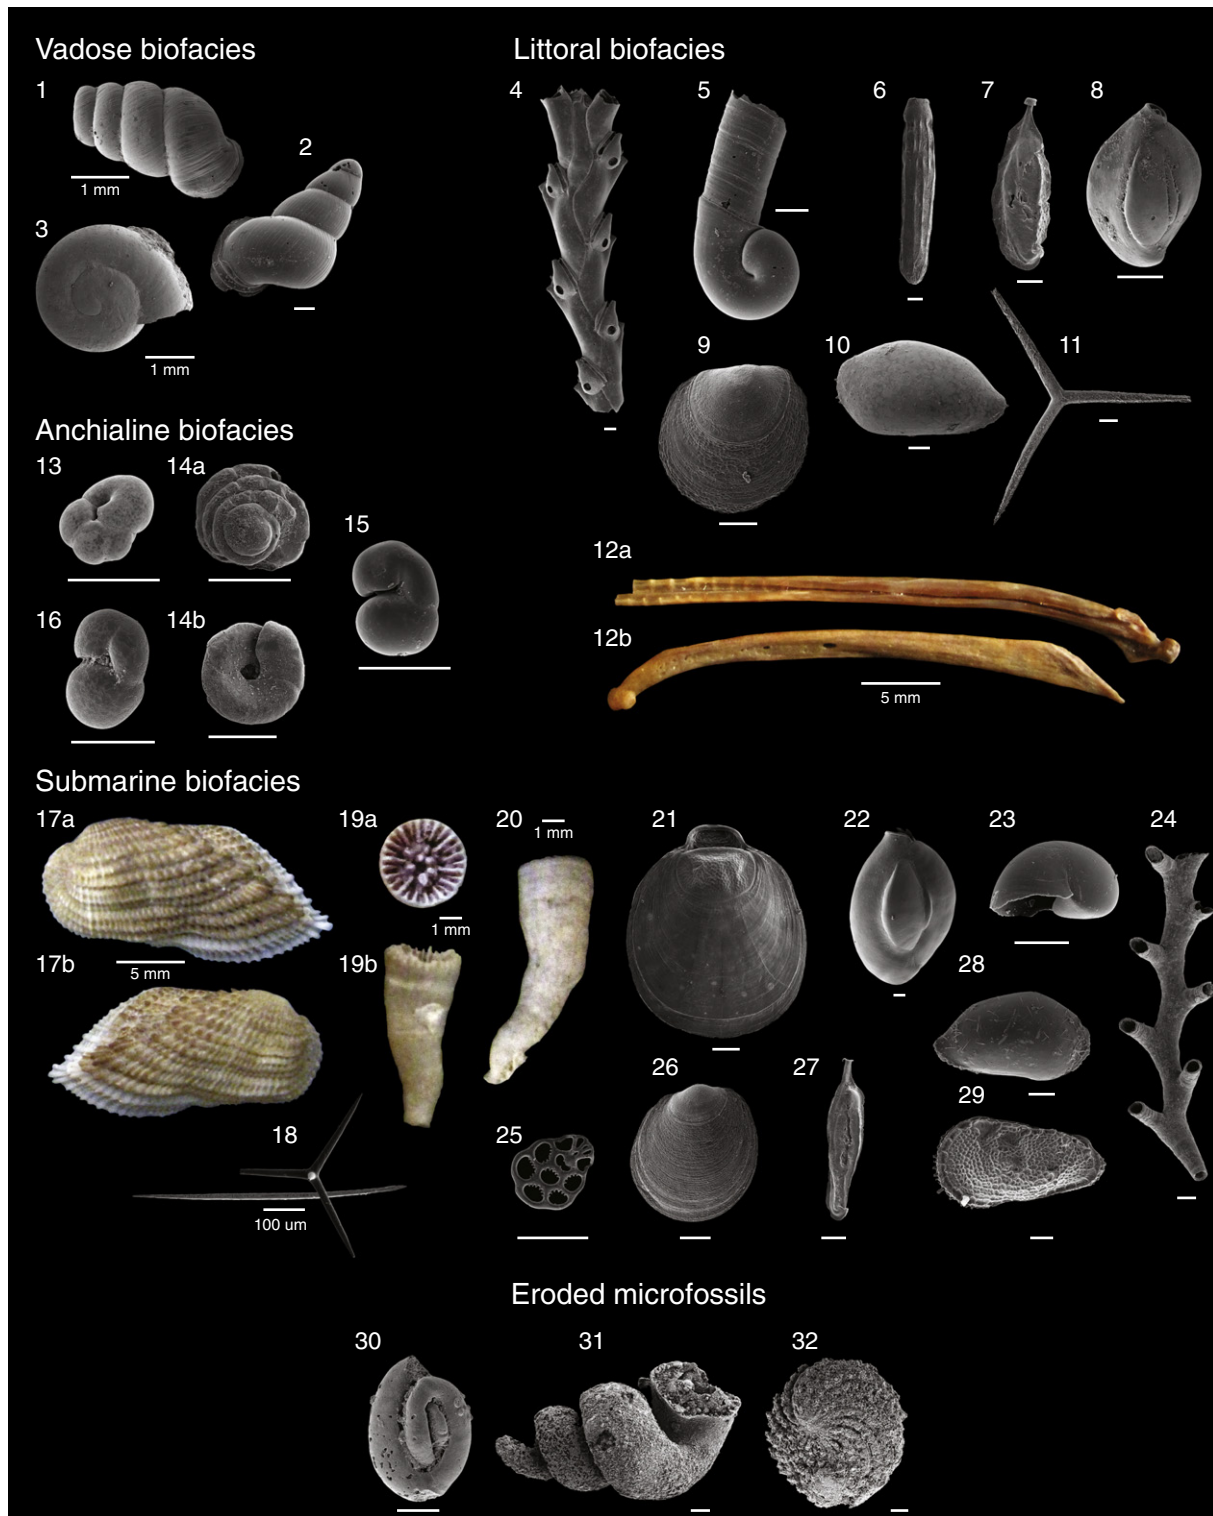 Vadose biofacies
1
1 mm
2
3
1 mm
Littoral biofacies
4
5
6
7
8
9
10
11
12a
12b
5 mm
Anchialine biofacies
13
14a
15
16
14b
Submarine biofacies
17a
5 mm
17b
18
100 um
19a
1 mm
19b
20
1 mm
21
22
23
24
25
26
27
28
29
Eroded microfossils
30
31
32